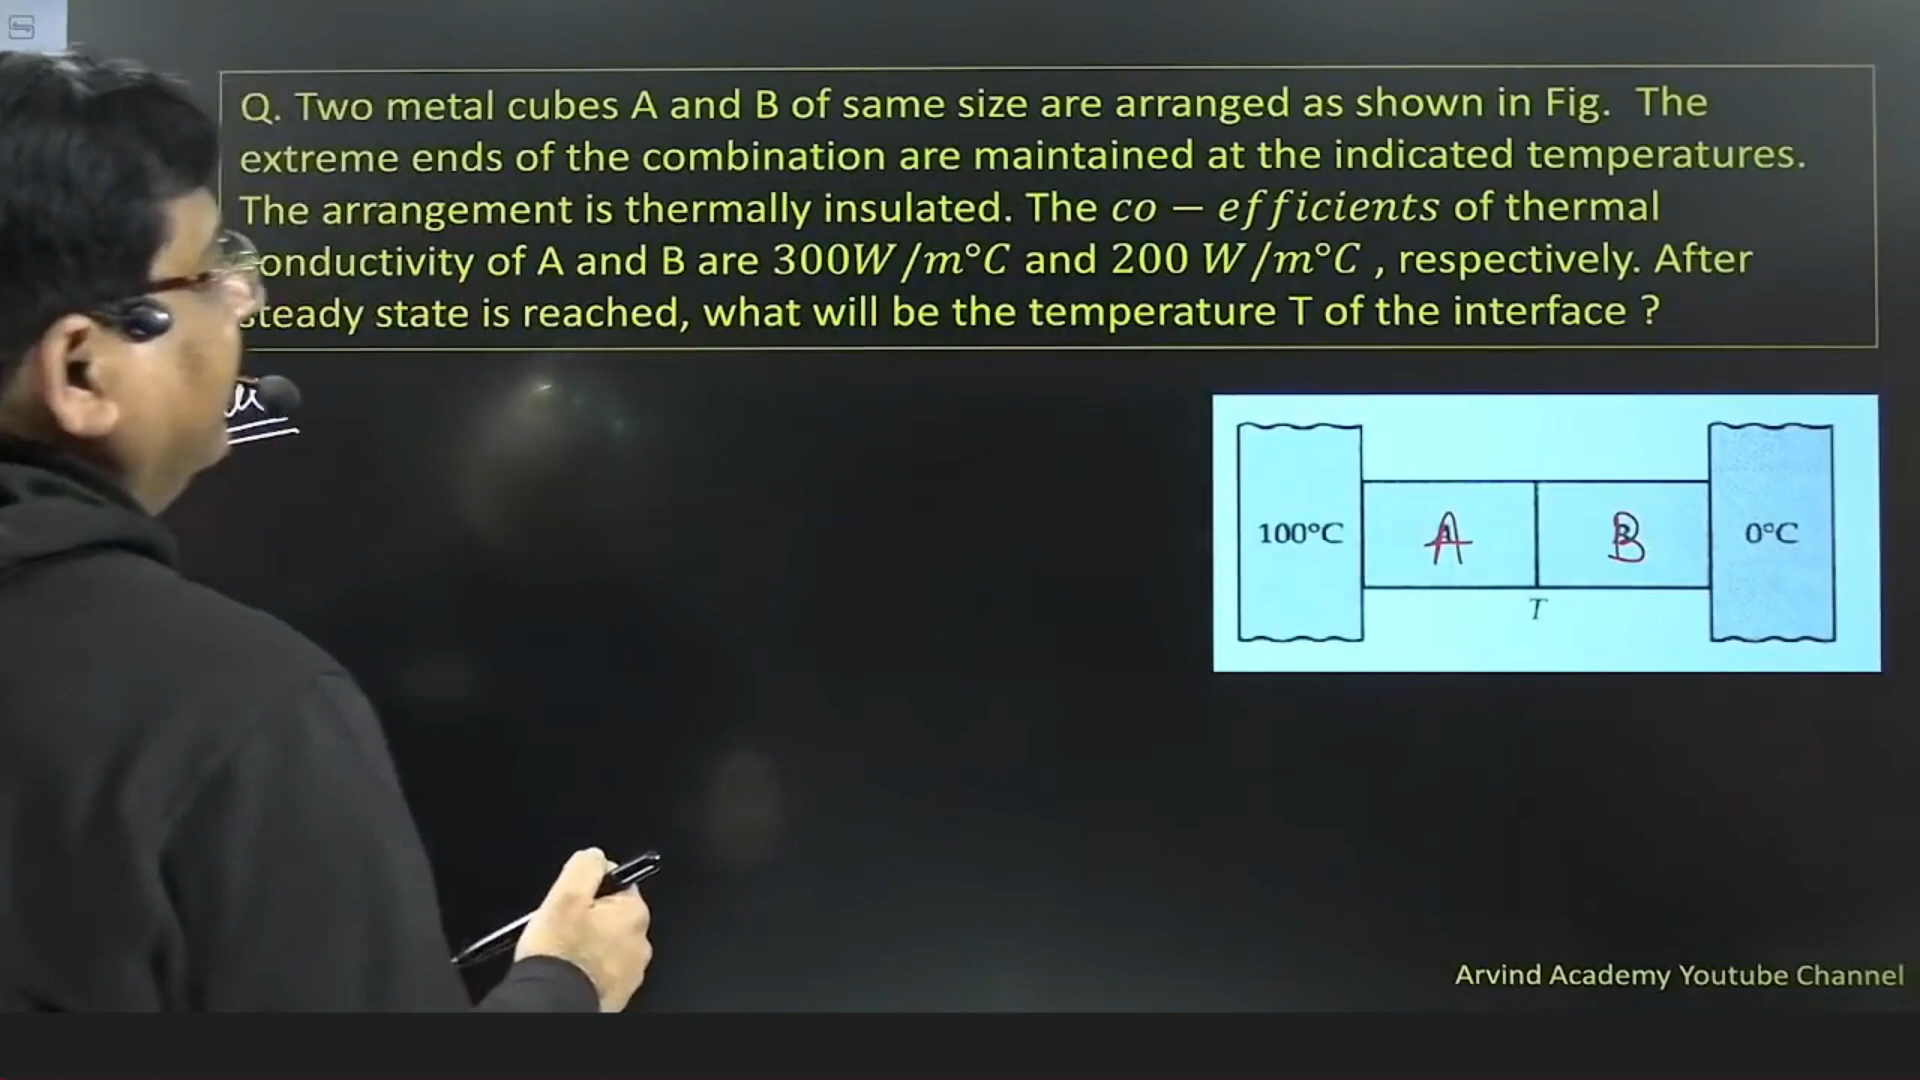 Q. Two metal cubes A and B of same size are arranged as shown in Fig. The
extreme ends of the combination are maintained at the indicated temperatures.
The arrangement is thermally insulated. The co – efficients of thermal
onductivity of A and B are 300W/m°C and 200 W/m°C , respectively. After
steady state is reached, what will be the temperature T of the interface ?
100°C A B 0°C
T
Arvind Academy Youtube Channel